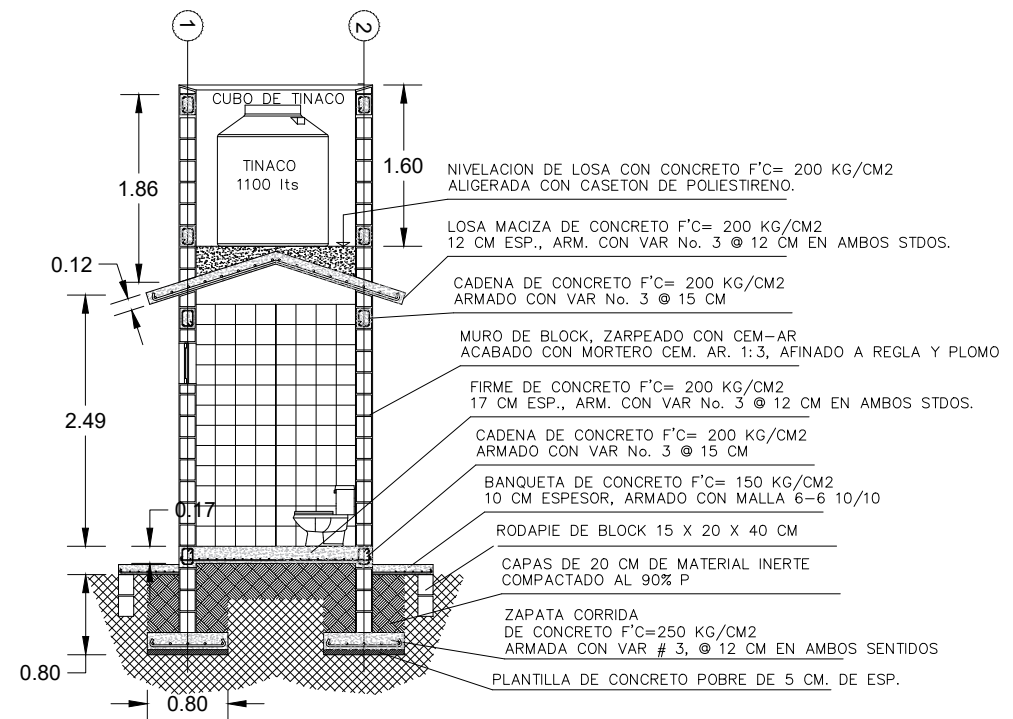 1
2
CUBO DE TINACO
TINACO
1100 lts
1.86
1.60
0.12
2.49
0.17
0.80
0.80
NIVELACION DE LOSA CON CONCRETO F'C= 200 KG/CM2
ALIGERADA CON CASETON DE POLIESTIRENO.
LOSA MACIZA DE CONCRETO F'C= 200 KG/CM2
12 CM ESP., ARM. CON VAR No. 3 @ 12 CM EN AMBOS STDOS.
CADENA DE CONCRETO F'C= 200 KG/CM2
ARMADO CON VAR No. 3 @ 15 CM
MURO DE BLOCK, ZARPEADO CON CEM-AR
ACABADO CON MORTERO CEM. AR. 1:3, AFINADO A REGLA Y PLOMO
FIRME DE CONCRETO F'C= 200 KG/CM2
17 CM ESP., ARM. CON VAR No. 3 @ 12 CM EN AMBOS STDOS.
CADENA DE CONCRETO F'C= 200 KG/CM2
ARMADO CON VAR No. 3 @ 15 CM
BANQUETA DE CONCRETO F'C= 150 KG/CM2
10 CM ESPESOR, ARMADO CON MALLA 6-6 10/10
RODAPIE DE BLOCK 15 X 20 X 40 CM
CAPAS DE 20 CM DE MATERIAL INERTE
COMPACTADO AL 90% P
ZAPATA CORRIDA
DE CONCRETO F'C=250 KG/CM2
ARMADA CON VAR # 3, @ 12 CM EN AMBOS SENTIDOS
PLANTILLA DE CONCRETO POBRE DE 5 CM. DE ESP.